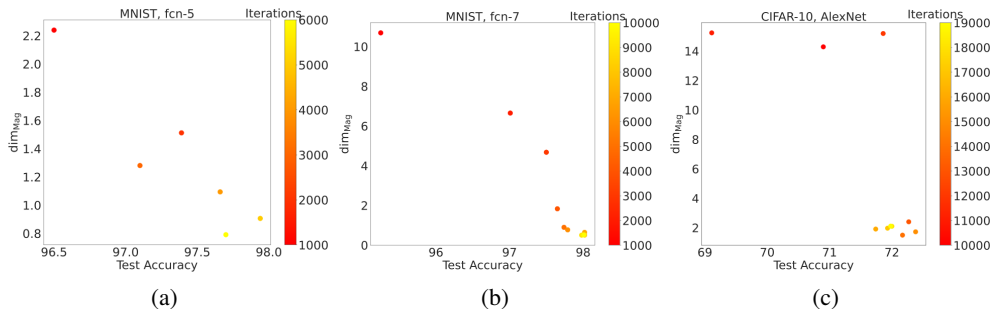 MNIST, fcn-5
Iterations
6000
5000
4000
3000
2000
1000
2.2
2.0
1.8
1.6
1.4
1.2
1.0
0.8
dimMag
96.5 97.0 97.5 98.0
Test Accuracy
(a)
MNIST, fcn-7
Iterations
10000
9000
8000
7000
6000
5000
4000
3000
2000
1000
10
8
6
4
2
0
dimMag
96 97 98
Test Accuracy
(b)
CIFAR-10, AlexNet
Iterations
19000
18000
17000
16000
15000
14000
13000
12000
11000
10000
14
12
10
8
6
4
2
dimMag
69 70 71 72
Test Accuracy
(c)